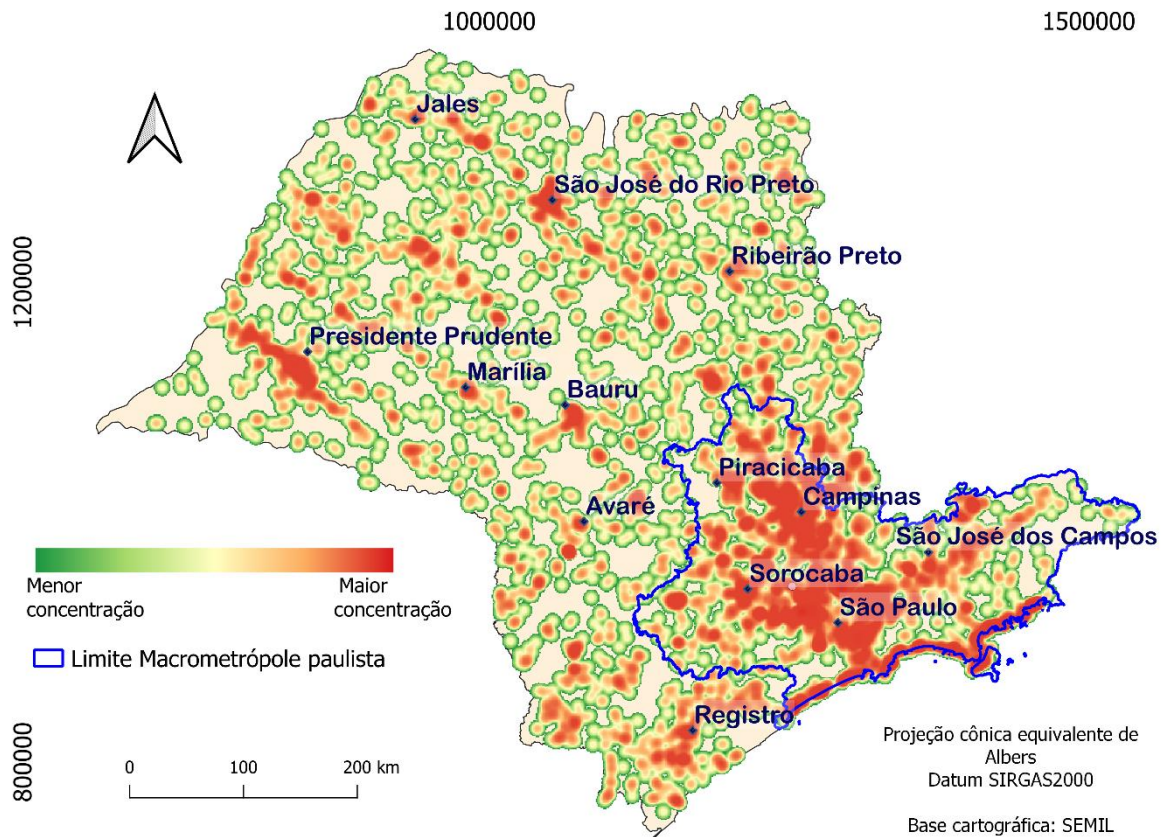 1000000
1500000
Jales
São José do Rio Preto
Ribeirão Preto
1200000
Presidente Prudente
Marília
Bauru
Piracicaba
Campinas
Avaré
São José dos Campos
Menor
concentração
Maior
concentração
Sorocaba
São Paulo
Limite Macrometrópole paulista
Registro
800000
0 100 200 km
Projeção cônica equivalente de
Albers
Datum SIRGAS2000
Base cartográfica: SEMIL